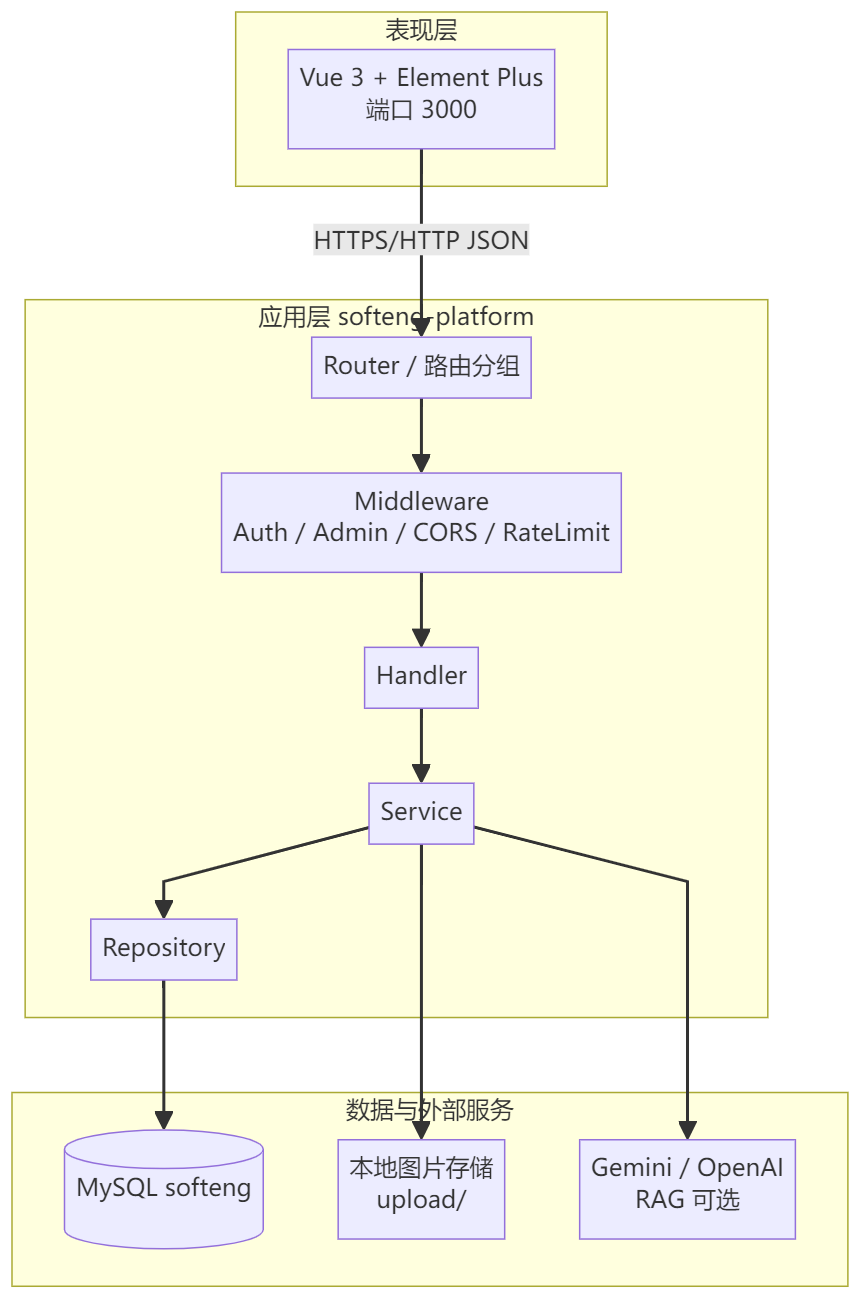 表现层
Vue 3 + Element Plus
端口 3000
HTTPS/HTTP JSON
应用层 softeng-platform
Router / 路由分组
Middleware
Auth / Admin / CORS / RateLimit
Handler
Service
Repository
数据与外部服务
MySQL softeng
本地图片存储
upload/
Gemini / OpenAI
RAG 可选